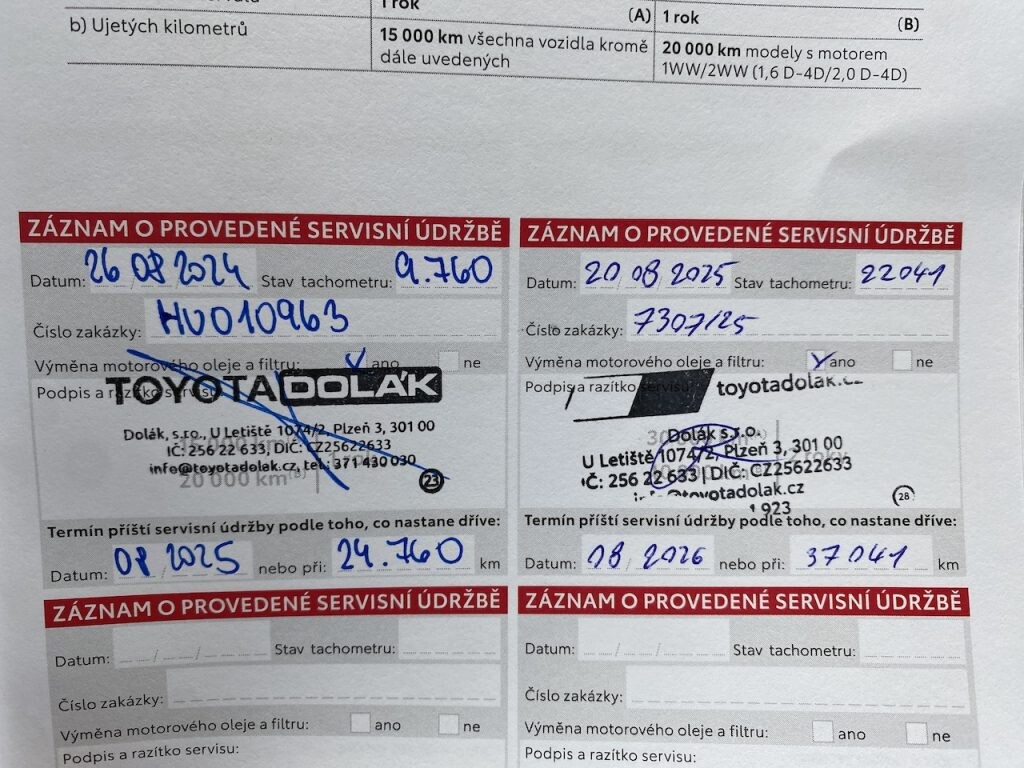 1 rok (A) 1 rok (B)
b) Ujetých kilometrů
15 000 km všechna vozidla kromě
dále uvedených
20 000 km modely s motorem
1WW/2WW (1,6 D-4D/2,0 D-4D)
ZÁZNAM O PROVEDENÉ SERVISNÍ ÚDRŽBĚ
Datum: 26/08/2024 Stav tachometru: 9.760
Číslo zakázky: HU010963
Výměna motorového oleje a filtru: ano ne
Podpis a razítko servisu
TOYOTA DOLÁK
Dolák, s.r.o., U Letiště 1074/2, Plzeň 3, 301 00
IČ: 256 22 633, DIČ: CZ25622633
info@toyotadolak.cz, tel.: 371 430 030
20 000 km (B)
23
Termín příští servisní údržby podle toho, co nastane dříve:
Datum: 08/2025 nebo při: 24.760 km
ZÁZNAM O PROVEDENÉ SERVISNÍ ÚDRŽBĚ
Datum: 20/08/2025 Stav tachometru: 22041
Číslo zakázky: 7307/25
Výměna motorového oleje a filtru: ano ne
Podpis a razítko servisu
toyotadolak.cz
Dolák s.r.o.
U Letiště 1074/2, Plzeň 3, 301 00
IČ: 256 22 633 | DIČ: CZ25622633
@toyotadolak.cz
923
28
Termín příští servisní údržby podle toho, co nastane dříve:
Datum: 08/2026 nebo při: 37041 km
ZÁZNAM O PROVEDENÉ SERVISNÍ ÚDRŽBĚ
Datum: Stav tachometru:
Číslo zakázky:
Výměna motorového oleje a filtru: ano ne
Podpis a razítko servisu:
ZÁZNAM O PROVEDENÉ SERVISNÍ ÚDRŽBĚ
Datum: Stav tachometru:
Číslo zakázky:
Výměna motorového oleje a filtru: ano ne
Podpis a razítko servisu: